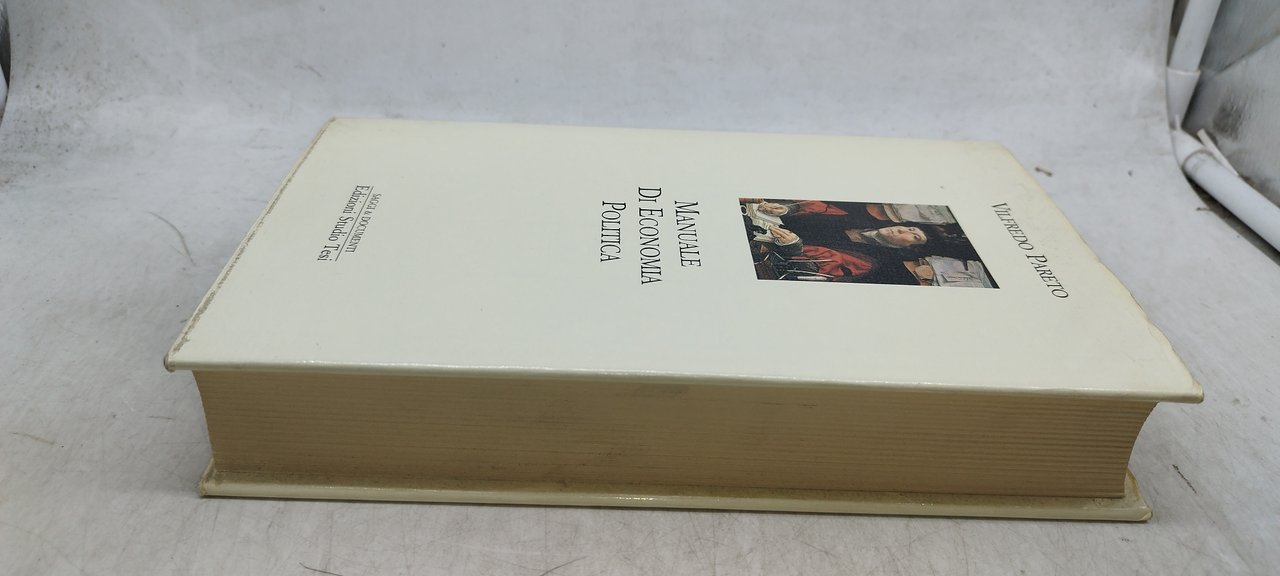 VILFREDO PARETO
MANUALE
DI ECONOMIA
POLITICA
SAGGI & DOCUMENTI
Edizioni Studio Tesi